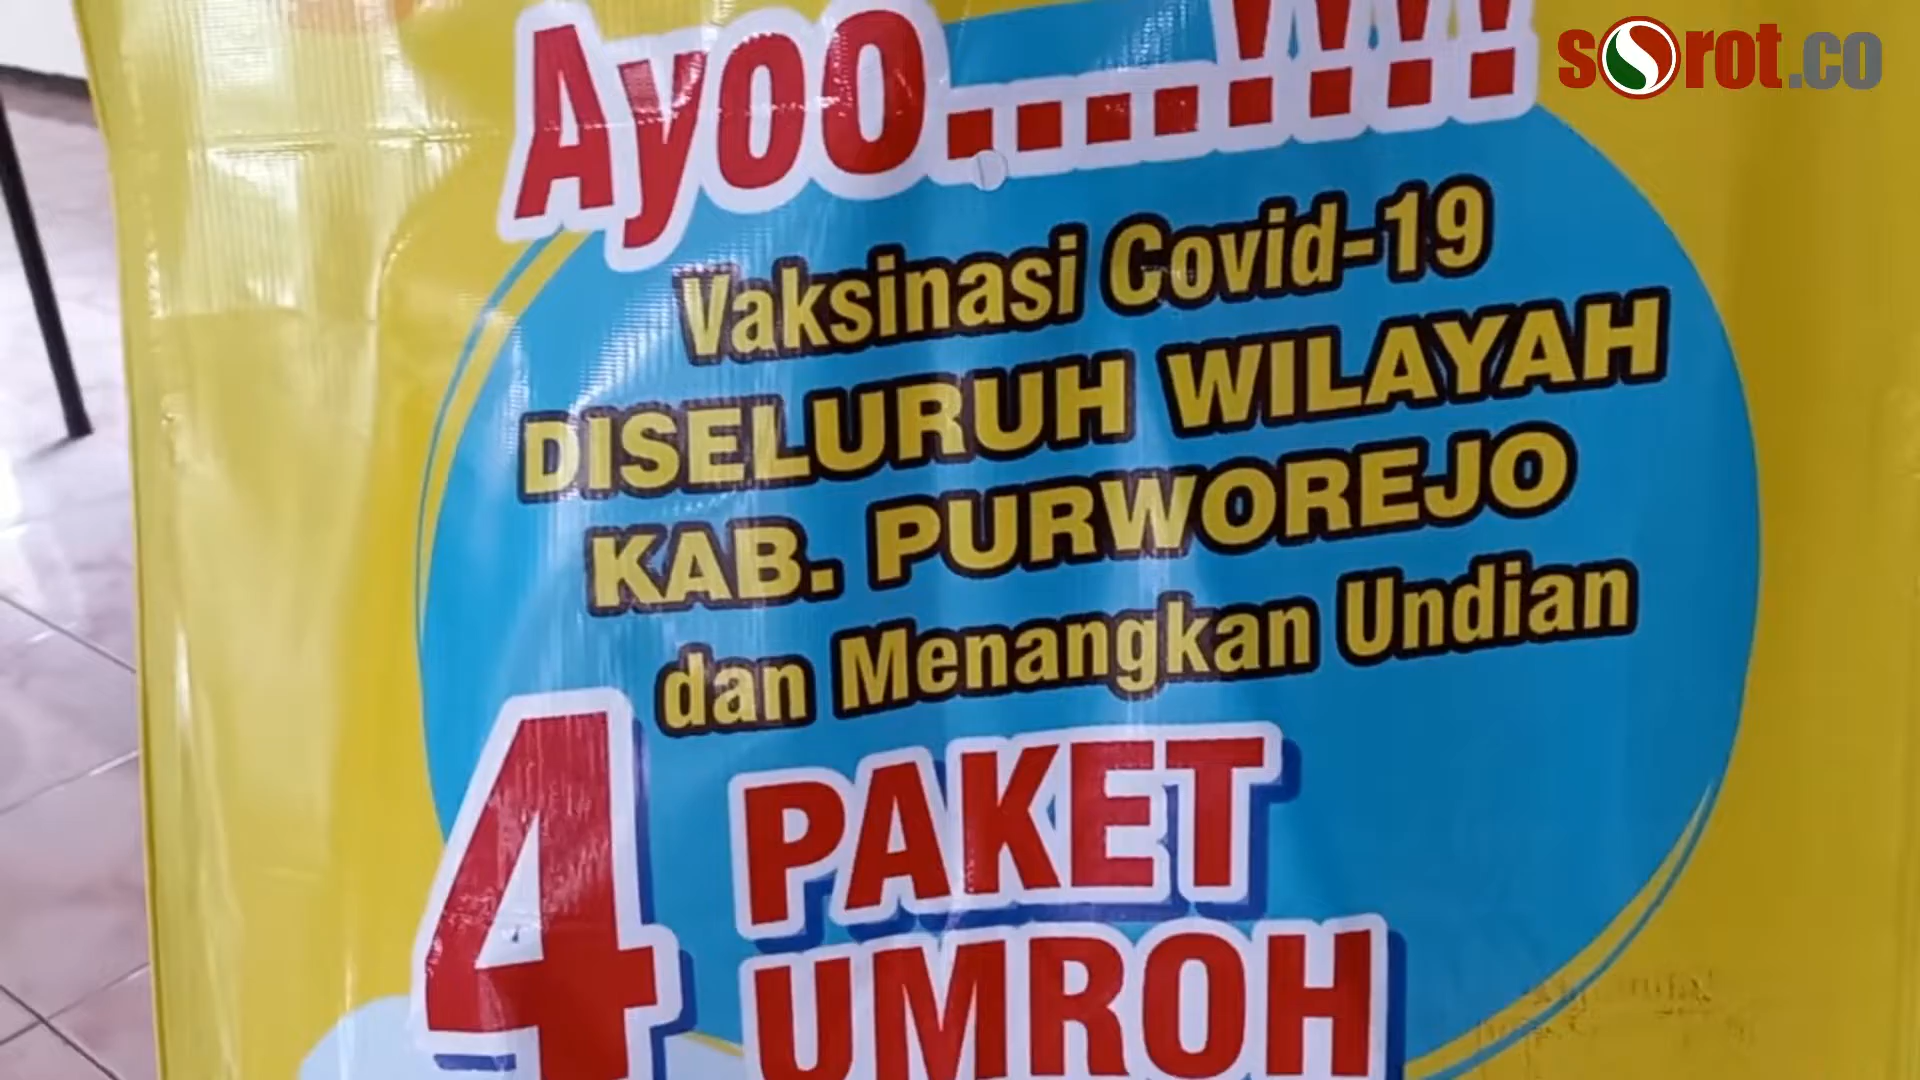 sorot.co
Ayoo....!!!!
Vaksinasi Covid-19
DISELURUH WILAYAH
KAB. PURWOREJO
dan Menangkan Undian
4 PAKET
UMROH